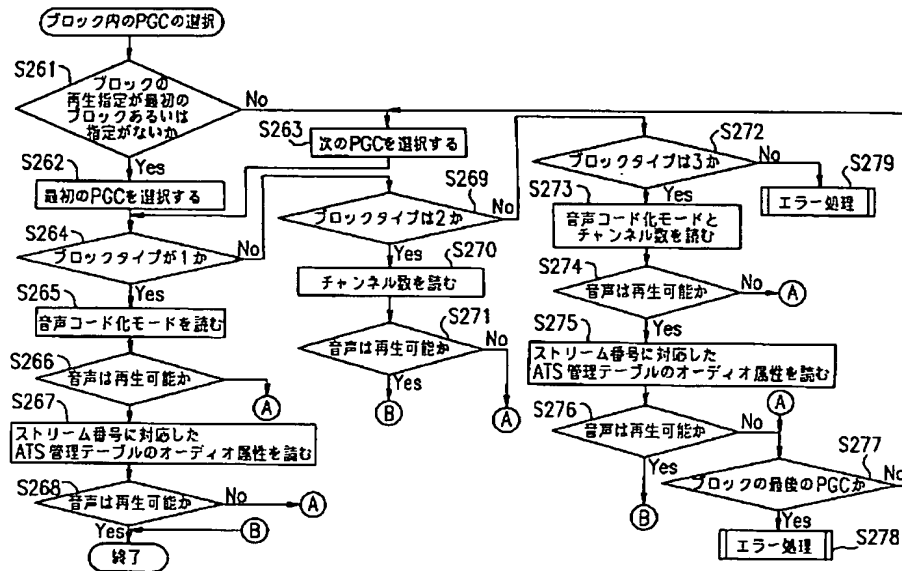 ブロック内のPGCの選択
S261
ブロックの
再生指定が最初の
ブロックあるいは
指定がないか
No
Yes
S262
最初のPGCを選択する
S263
次のPGCを選択する
S264
ブロックタイプが1か
No
Yes
S265
音声コード化モードを読む
S266
音声は再生可能か
A
S267
ストリーム番号に対応した
ATS管理テーブルのオーディオ属性を読む
S268
音声は再生可能か
No
A
Yes
B
終了
S269
ブロックタイプは2か
No
Yes
S270
チャンネル数を読む
S271
音声は再生可能か
No
Yes
B
A
S272
ブロックタイプは3か
No
Yes
S279
エラー処理
S273
音声コード化モードと
チャンネル数を読む
S274
音声は再生可能か
No
A
Yes
S275
ストリーム番号に対応した
ATS管理テーブルのオーディオ属性を読む
S276
音声は再生可能か
No
Yes
B
A
S277
ブロックの最後のPGCか
No
Yes
エラー処理
S278